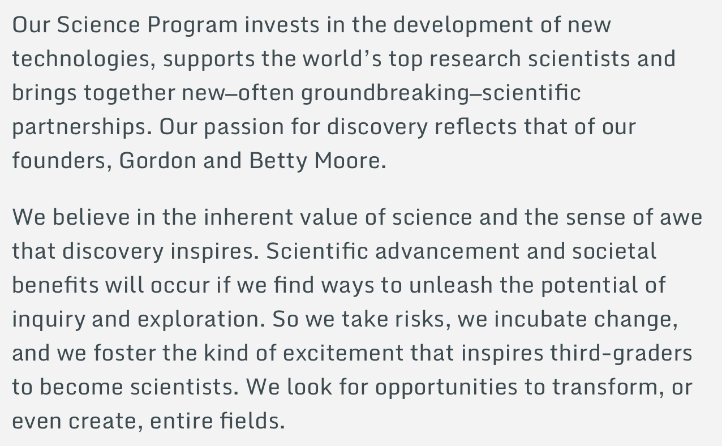 Our Science Program invests in the development of new
technologies, supports the world’s top research scientists and
brings together new—often groundbreaking—scientific
partnerships. Our passion for discovery reflects that of our
founders, Gordon and Betty Moore.
We believe in the inherent value of science and the sense of awe
that discovery inspires. Scientific advancement and societal
benefits will occur if we find ways to unleash the potential of
inquiry and exploration. So we take risks, we incubate change,
and we foster the kind of excitement that inspires third-graders
to become scientists. We look for opportunities to transform, or
even create, entire fields.